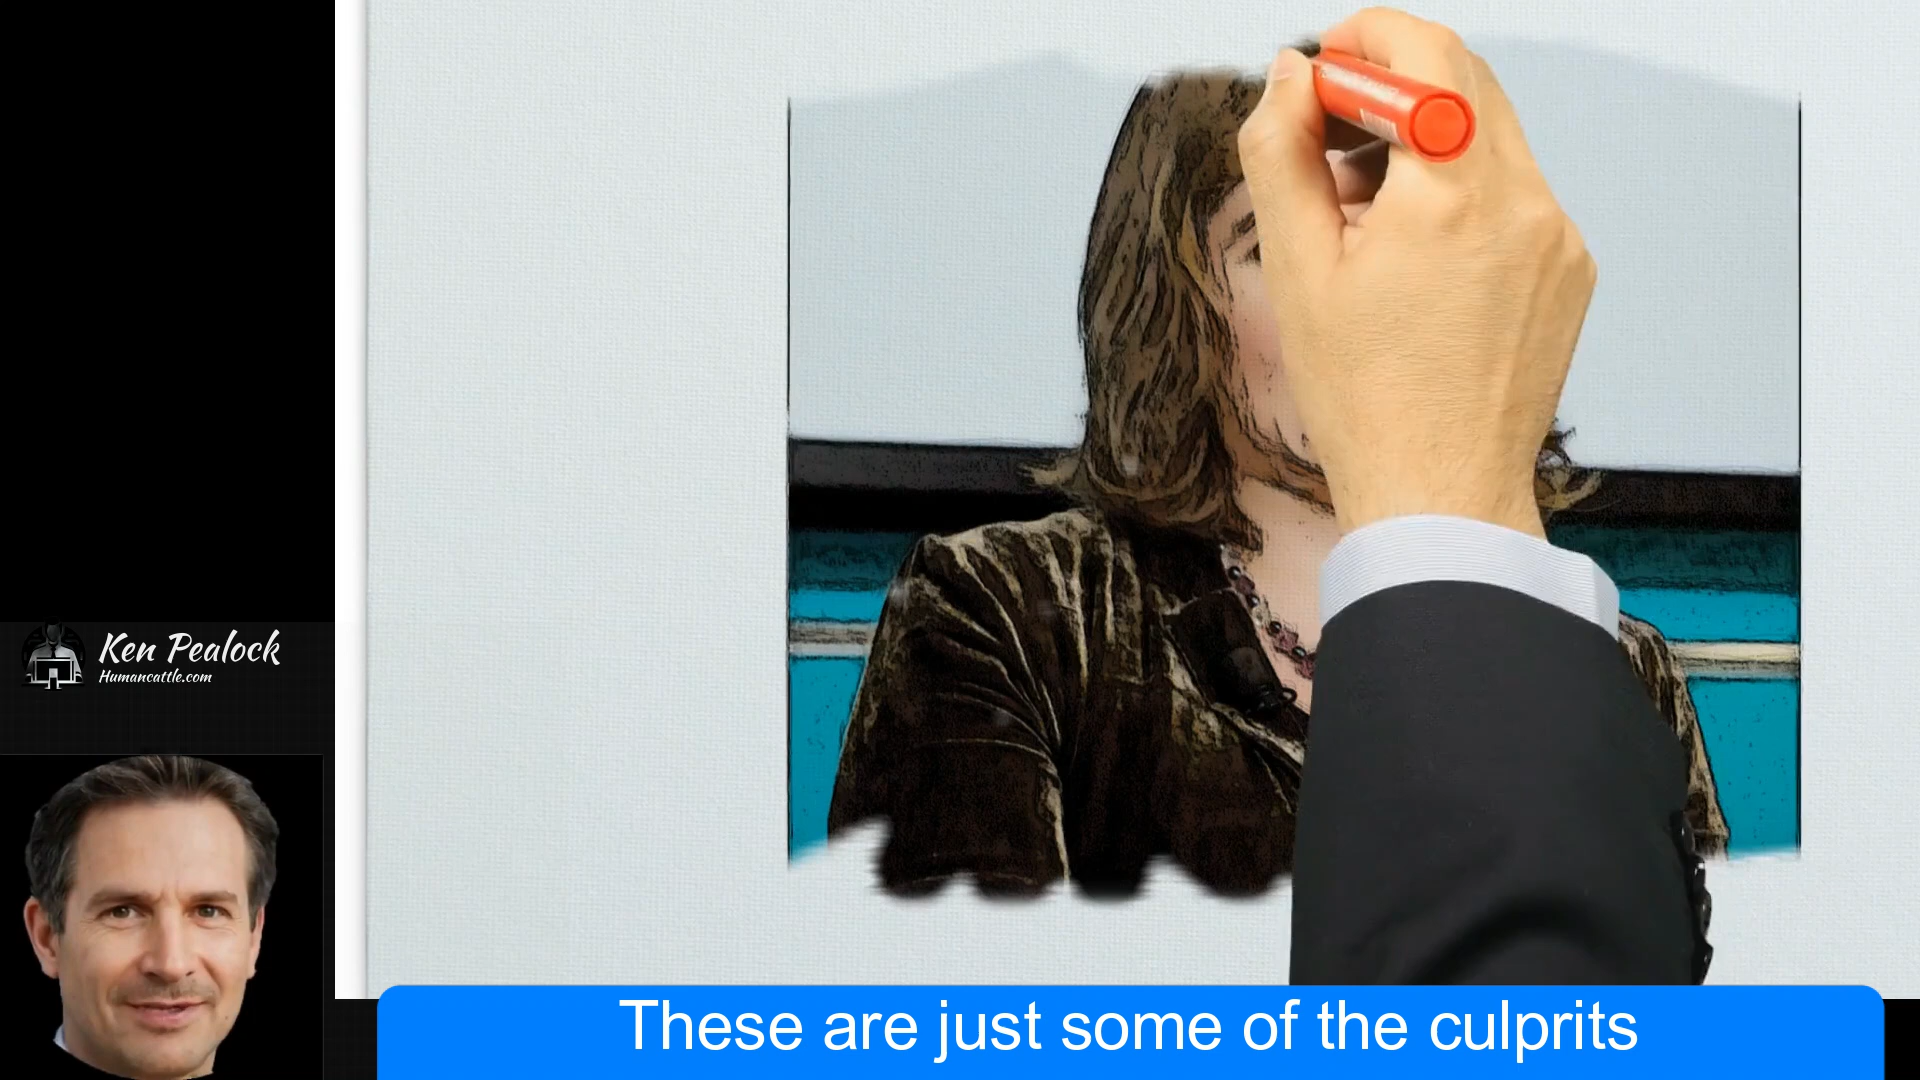 Ken Pealock
Humancattle.com
These are just some of the culprits